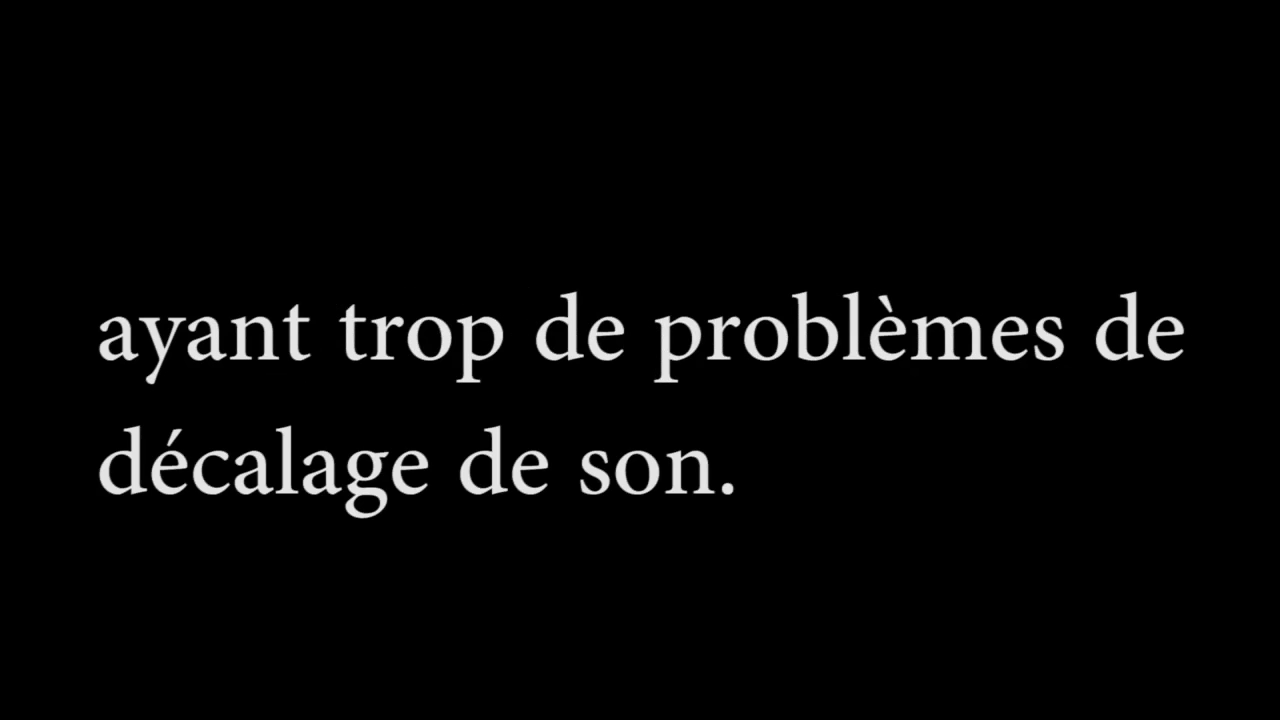 ayant trop de problèmes de
décalage de son.